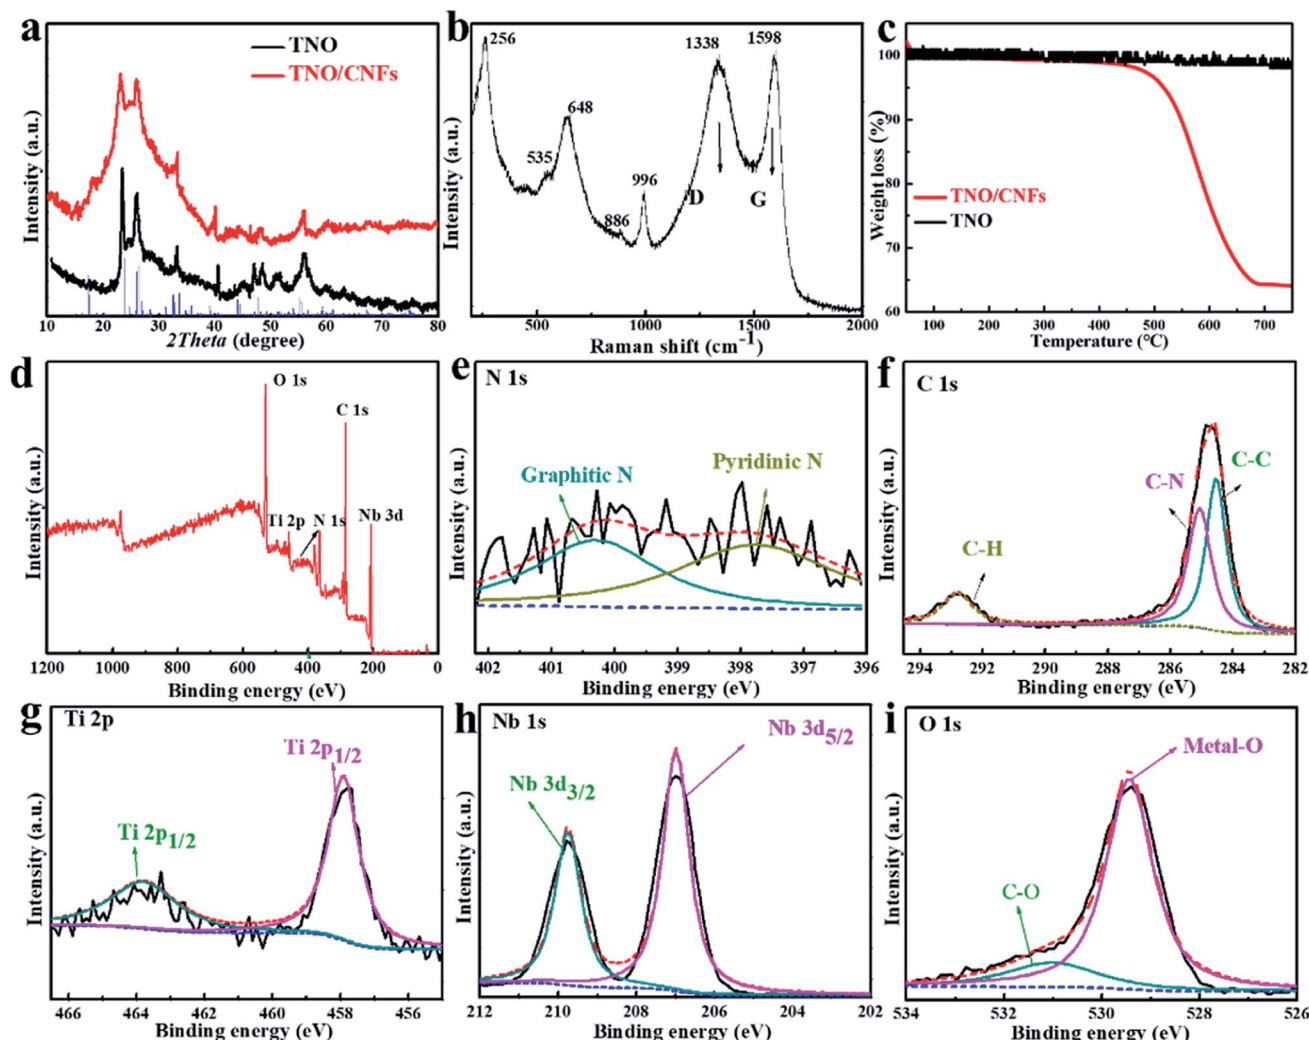 a
TNO
TNO/CNFs
Intensity (a.u.)
10 20 30 40 50 60 70 80
2Theta (degree)
b
256
535
648
886
996
1338
1598
D
G
Intensity (a.u.)
500 1000 1500 2000
Raman shift (cm-1)
c
100
90
80
70
60
Weight loss (%)
TNO/CNFs
TNO
100 200 300 400 500 600 700
Temperature (℃)
d
O 1s
C 1s
Ti 2p
N 1s
Nb 3d
Intensity (a.u.)
1200 1000 800 600 400 200 0
Binding energy (eV)
e
N 1s
Graphitic N
Pyridinic N
Intensity (a.u.)
402 401 400 399 398 397 396
Binding energy (eV)
f
C 1s
C-H
C-N
C-C
Intensity (a.u.)
294 292 290 288 286 284 282
Binding energy (eV)
g
Ti 2p
Ti 2p1/2
Ti 2p1/2
Intensity (a.u.)
466 464 462 460 458 456
Binding energy (eV)
h
Nb 1s
Nb 3d3/2
Nb 3d5/2
Intensity (a.u.)
212 210 208 206 204 202
Binding energy (eV)
i
O 1s
Metal-O
C-O
Intensity (a.u.)
534 532 530 528 526
Binding energy (eV)